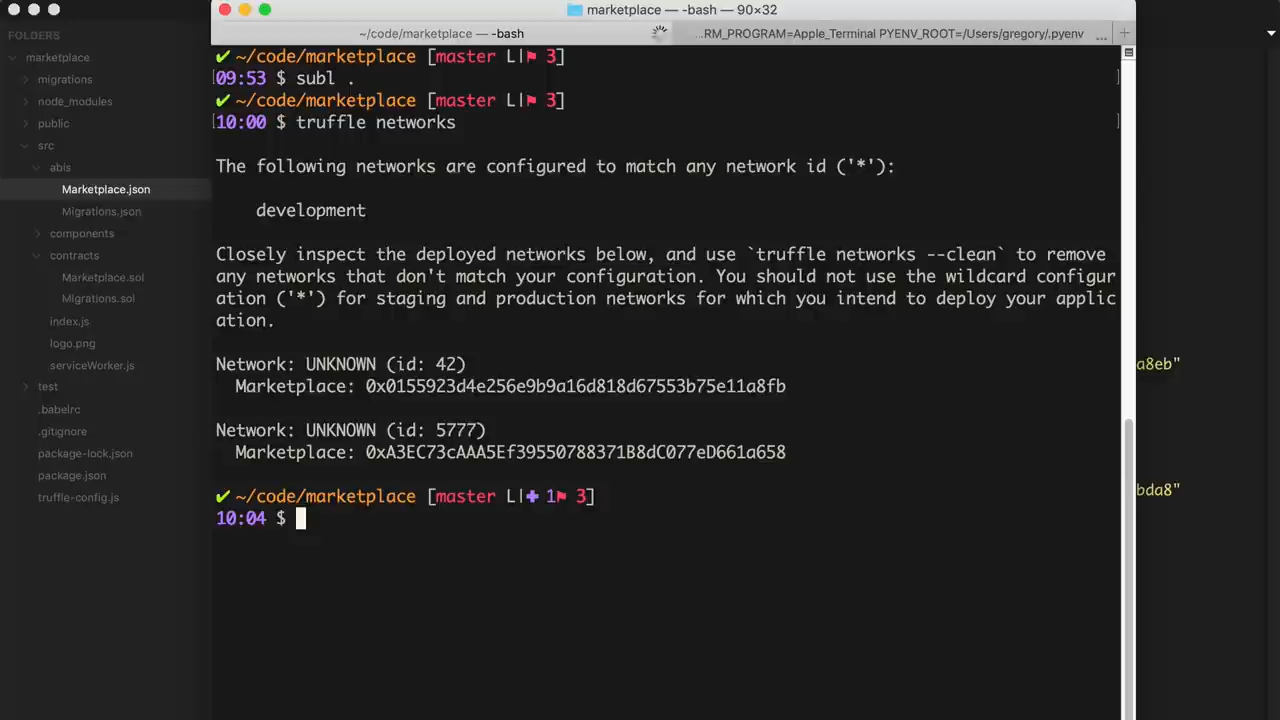 marketplace — -bash — 90×32
~/code/marketplace — -bash
...RM_PROGRAM=Apple_Terminal PYENV_ROOT=/Users/gregory/.pyenv ...
FOLDERS
marketplace
migrations
node_modules
public
src
abis
Marketplace.json
Migrations.json
components
contracts
Marketplace.sol
Migrations.sol
index.js
logo.png
serviceWorker.js
test
.babelrc
.gitignore
package-lock.json
package.json
truffle-config.js
✔ ~/code/marketplace [master L|⚑ 3]
[09:53 $ subl . ]
✔ ~/code/marketplace [master L|⚑ 3]
[10:00 $ truffle networks ]
The following networks are configured to match any network id ('*'):
development
Closely inspect the deployed networks below, and use `truffle networks --clean` to remove
any networks that don't match your configuration. You should not use the wildcard configur
ation ('*') for staging and production networks for which you intend to deploy your applic
ation.
Network: UNKNOWN (id: 42)
Marketplace: 0x0155923d4e256e9b9a16d818d67553b75e11a8fb
Network: UNKNOWN (id: 5777)
Marketplace: 0xA3EC73cAAA5Ef39550788371B8dC077eD661a658
✔ ~/code/marketplace [master L|✚ 1⚑ 3]
10:04 $
a8eb"
bda8"